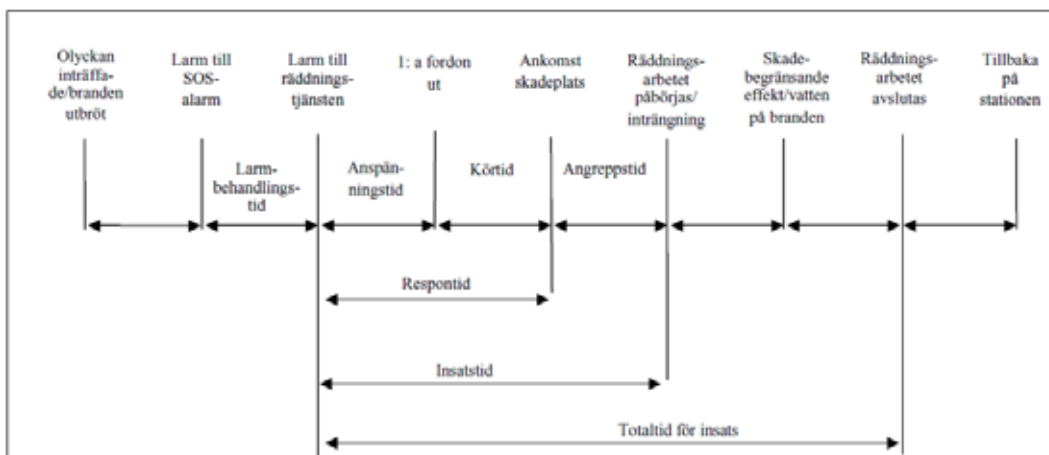 Olyckan
inträffa-
de/branden
utbröt
Larm till
SOS-
alarm
Larm till
räddnings-
tjänsten
1: a fordon
ut
Ankomst
skadeplats
Räddnings-
arbetet
påbörjas/
inträngning
Skade-
begränsande
effekt/vatten
på branden
Räddnings-
arbetet
avslutas
Tillbaka
på
stationen
Larm-
behandlings-
tid
Anspän-
ningstid
Körtid
Angreppstid
Respontid
Insatstid
Totaltid för insats